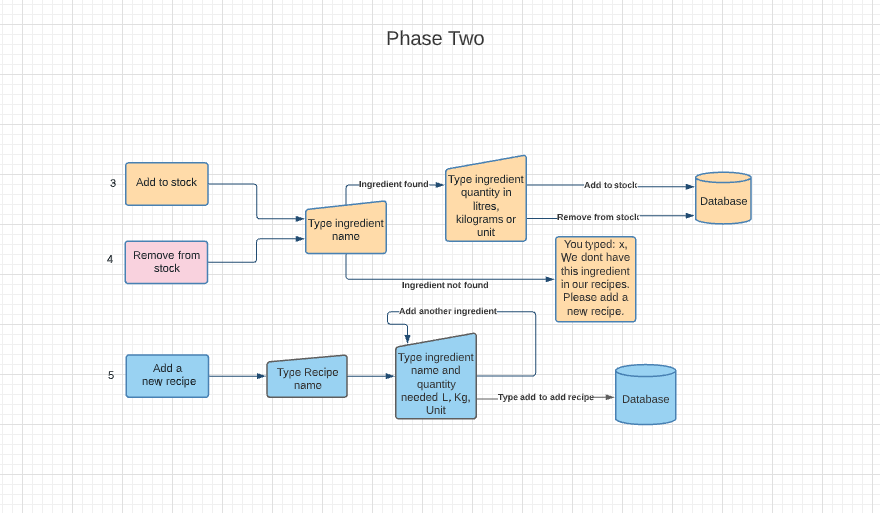 Phase Two
3
Add to stock
4
Remove from
stock
Type ingredient
name
Ingredient found
Ingredient not found
Type ingredient
quantity in
litres,
kilograms or
unit
Add to stock
Remove from stock
Database
You typed: x,
We dont have
this ingredient
in our recipes.
Please add a
new recipe.
5
Add a
new recipe
Type Recipe
name
Add another ingredient
Type ingredient
name and
quantity
needed L, Kg,
Unit
Type add to add recipe
Database